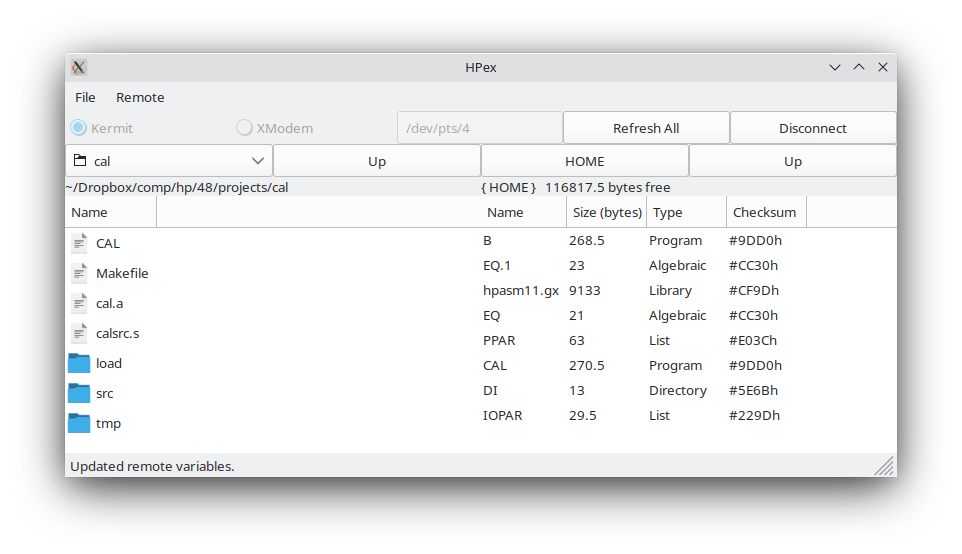 HPex
File Remote
Kermit XModem /dev/pts/4 Refresh All Disconnect
cal Up HOME Up
~/Dropbox/comp/hp/48/projects/cal { HOME } 116817.5 bytes free
Name Name Size (bytes) Type Checksum
CAL B 268.5 Program #9DD0h
Makefile EQ.1 23 Algebraic #CC30h
cal.a hpasm11.gx 9133 Library #CF9Dh
calsrc.s EQ 21 Algebraic #CC30h
load PPAR 63 List #E03Ch
src CAL 270.5 Program #9DD0h
tmp DI 13 Directory #5E6Bh
IOPAR 29.5 List #229Dh
Updated remote variables.